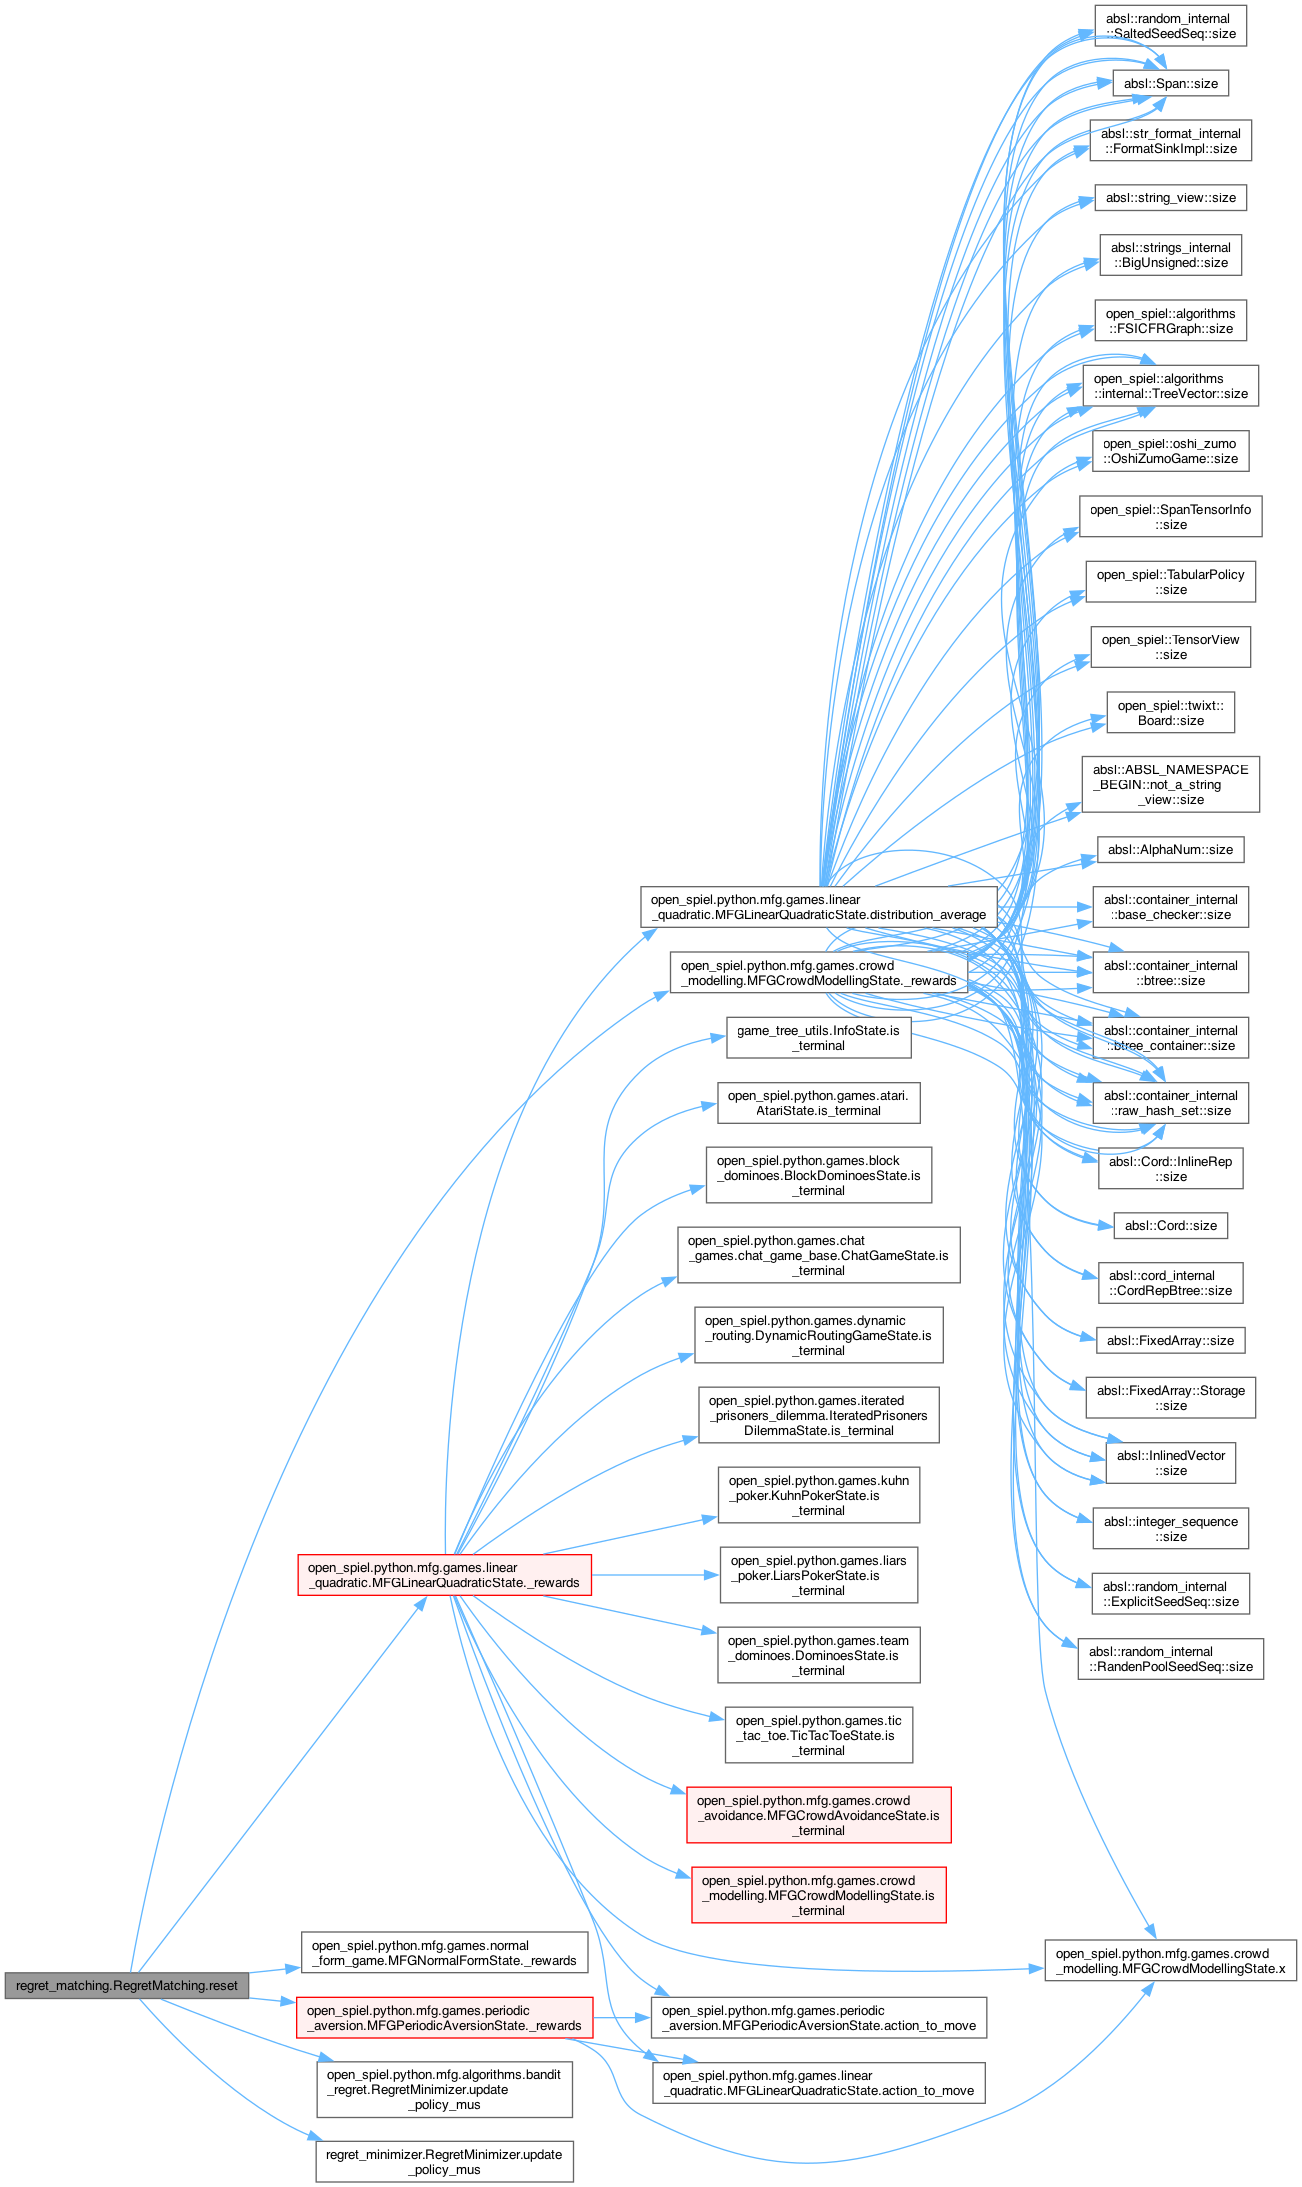 absl::random_internal
::SaltedSeedSeq::size
absl::Span::size
absl::str_format_internal
::FormatSinkImpl::size
absl::string_view::size
absl::strings_internal
::BigUnsigned::size
open_spiel::algorithms
::FSICFRGraph::size
open_spiel::algorithms
::internal::TreeVector::size
open_spiel::oshi_zumo
::OshiZumoGame::size
open_spiel::SpanTensorInfo
::size
open_spiel::TabularPolicy
::size
open_spiel::TensorView
::size
open_spiel::twixt::
Board::size
absl::ABSL_NAMESPACE
_BEGIN::not_a_string
_view::size
absl::AlphaNum::size
absl::container_internal
::base_checker::size
absl::container_internal
::btree::size
absl::container_internal
::btree_container::size
absl::container_internal
::raw_hash_set::size
absl::Cord::InlineRep
::size
absl::Cord::size
absl::cord_internal
::CordRepBtree::size
absl::FixedArray::size
absl::FixedArray::Storage
::size
absl::InlinedVector
::size
absl::integer_sequence
::size
absl::random_internal
::ExplicitSeedSeq::size
absl::random_internal
::RandenPoolSeedSeq::size
open_spiel.python.mfg.games.crowd
_modelling.MFGCrowdModellingState.x
open_spiel.python.mfg.games.linear
_quadratic.MFGLinearQuadraticState.distribution_average
open_spiel.python.mfg.games.crowd
_modelling.MFGCrowdModellingState._rewards
game_tree_utils.InfoState.is
_terminal
open_spiel.python.games.atari.
AtariState.is_terminal
open_spiel.python.games.block
_dominoes.BlockDominoesState.is
_terminal
open_spiel.python.games.chat
_games.chat_game_base.ChatGameState.is
_terminal
open_spiel.python.games.dynamic
_routing.DynamicRoutingGameState.is
_terminal
open_spiel.python.games.iterated
_prisoners_dilemma.IteratedPrisoners
DilemmaState.is_terminal
open_spiel.python.games.kuhn
_poker.KuhnPokerState.is
_terminal
open_spiel.python.games.liars
_poker.LiarsPokerState.is
_terminal
open_spiel.python.games.team
_dominoes.DominoesState.is
_terminal
open_spiel.python.games.tic
_tac_toe.TicTacToeState.is
_terminal
open_spiel.python.mfg.games.crowd
_avoidance.MFGCrowdAvoidanceState.is
_terminal
open_spiel.python.mfg.games.crowd
_modelling.MFGCrowdModellingState.is
_terminal
open_spiel.python.mfg.games.periodic
_aversion.MFGPeriodicAversionState.action_to_move
open_spiel.python.mfg.games.linear
_quadratic.MFGLinearQuadraticState.action_to_move
open_spiel.python.mfg.games.linear
_quadratic.MFGLinearQuadraticState._rewards
open_spiel.python.mfg.games.normal
_form_game.MFGNormalFormState._rewards
open_spiel.python.mfg.games.periodic
_aversion.MFGPeriodicAversionState._rewards
open_spiel.python.mfg.algorithms.bandit
_regret.RegretMinimizer.update
_policy_mus
regret_minimizer.RegretMinimizer.update
_policy_mus
regret_matching.RegretMatching.reset